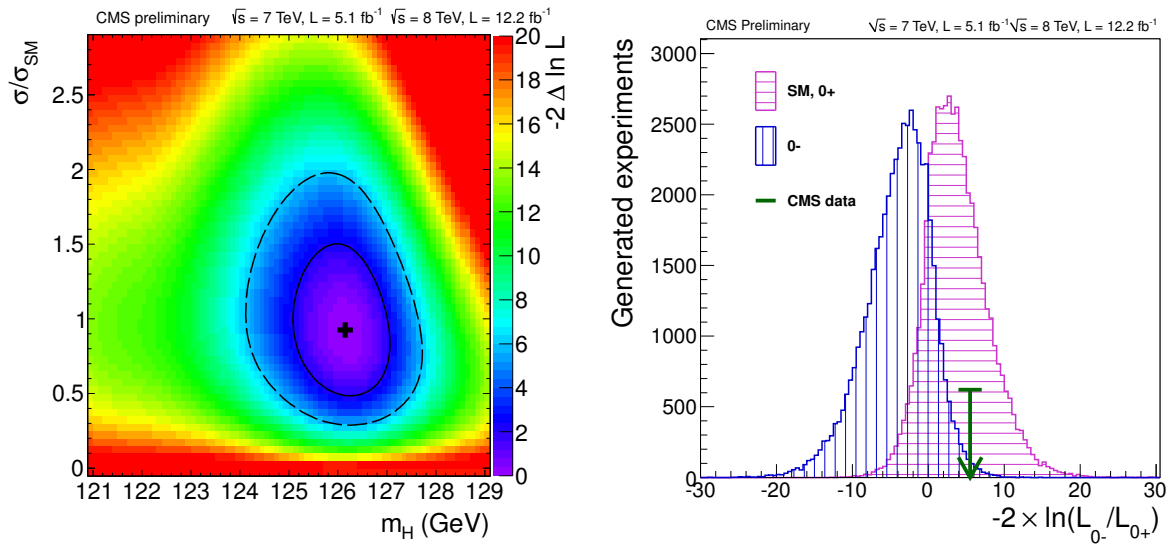 CMS preliminary √s = 7 TeV, L = 5.1 fb⁻¹ √s = 8 TeV, L = 12.2 fb⁻¹
σ/σ_SM
2.5
2
1.5
1
0.5
0
121 122 123 124 125 126 127 128 129
m_H (GeV)
20
18
16
14
12
10
8
6
4
2
0
-2 Δ ln L
CMS Preliminary √s = 7 TeV, L = 5.1 fb⁻¹ √s = 8 TeV, L = 12.2 fb⁻¹
Generated experiments
3000
2500
2000
1500
1000
500
0
SM, 0+
0-
CMS data
-30 -20 -10 0 10 20 30
-2 × ln(L_0-/L_0+)